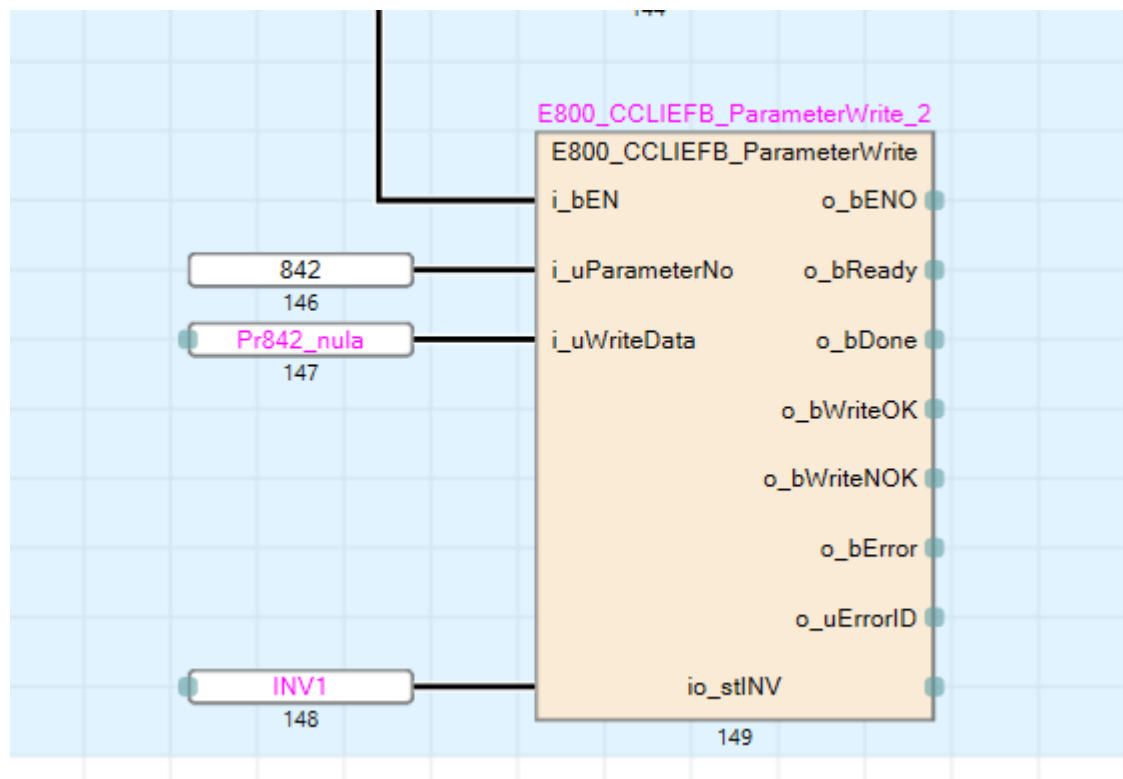 144
E800_CCLIEFB_ParameterWrite_2
E800_CCLIEFB_ParameterWrite
i_bEN o_bENO
842 i_uParameterNo o_bReady
146
Pr842_nula i_uWriteData o_bDone
147
o_bWriteOK
o_bWriteNOK
o_bError
o_uErrorID
INV1 io_stINV
148
149